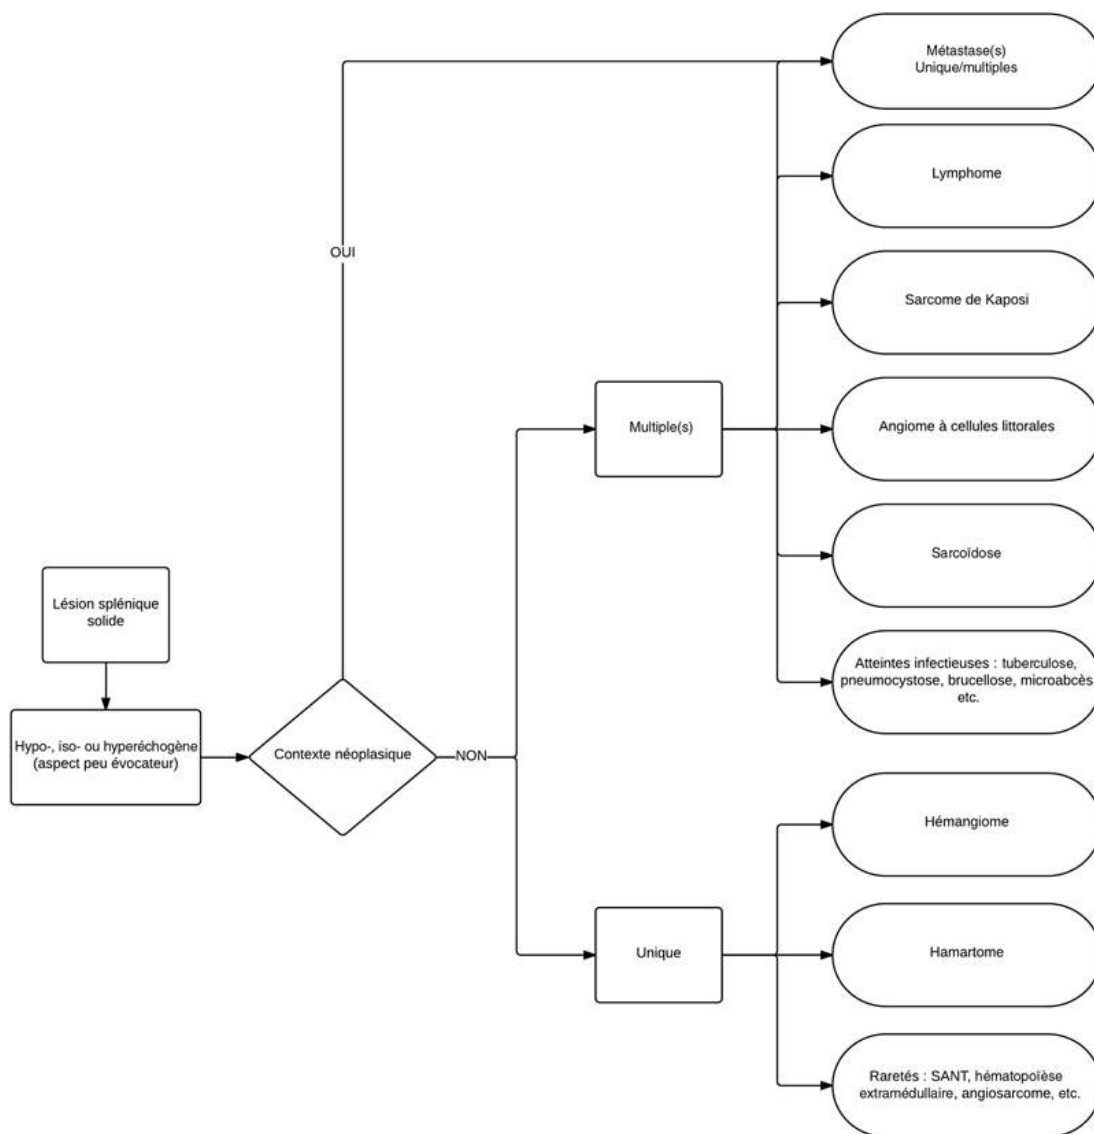 Métastase(s)
Unique/multiples
Lymphome
OUI
Sarcome de Kaposi
Multiple(s)
Angiome à cellules littorales
Sarcoïdose
Lésion splénique
solide
Atteintes infectieuses : tuberculose,
pneumocystose, brucellose, microabcès
etc.
Hypo-, iso- ou hyperéchogène
(aspect peu évocateur)
Contexte néoplasique
NON
Hémangiome
Unique
Hamartome
Raretés : SANT, hématopoïèse
extramédullaire, angiosarcome, etc.